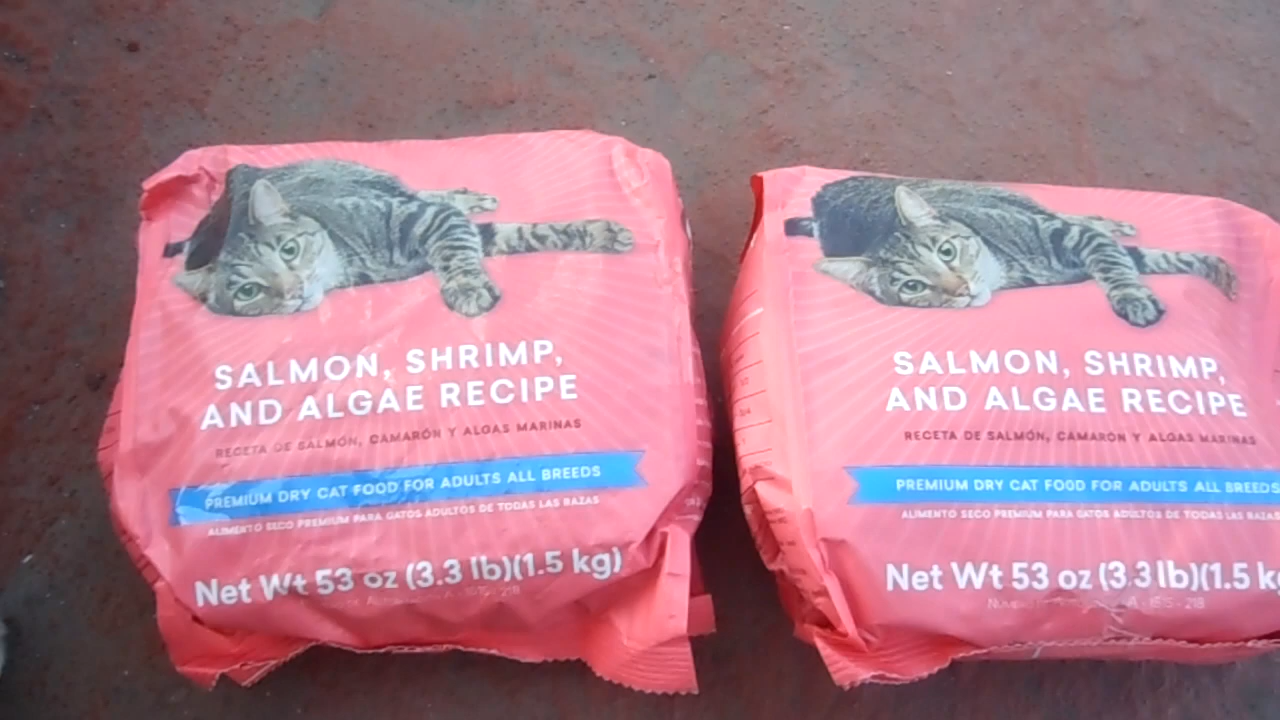 SALMON, SHRIMP,
AND ALGAE RECIPE
RECETA DE SALMÓN, CAMARÓN Y ALGAS MARINAS
PREMIUM DRY CAT FOOD FOR ADULTS ALL BREEDS
ALIMENTO SECO PREMIUM PARA GATOS ADULTOS DE TODAS LAS RAZAS
Net Wt 53 oz (3.3 lb)(1.5 kg)
SALMON, SHRIMP,
AND ALGAE RECIPE
RECETA DE SALMÓN, CAMARÓN Y ALGAS MARINAS
PREMIUM DRY CAT FOOD FOR ADULTS ALL BREEDS
ALIMENTO SECO PREMIUM PARA GATOS ADULTOS DE TODAS LAS RAZAS
Net Wt 53 oz (3.3 lb)(1.5 kg